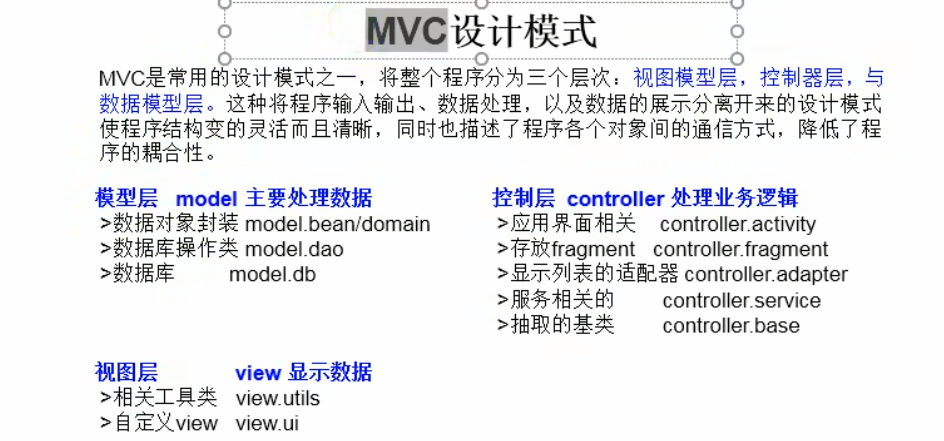 MVC设计模式
MVC是常用的设计模式之一，将整个程序分为三个层次：视图模型层，控制器层，与
数据模型层。这种将程序输入输出、数据处理，以及数据的展示分离开来的设计模式
使程序结构变的灵活而且清晰，同时也描述了程序各个对象间的通信方式，降低了程
序的耦合性。
模型层 model 主要处理数据
>数据对象封装 model.bean/domain
>数据库操作类 model.dao
>数据库 model.db
控制层 controller 处理业务逻辑
>应用界面相关 controller.activity
>存放fragment controller.fragment
>显示列表的适配器 controller.adapter
>服务相关的 controller.service
>抽取的基类 controller.base
视图层 view 显示数据
>相关工具类 view.utils
>自定义view view.ui